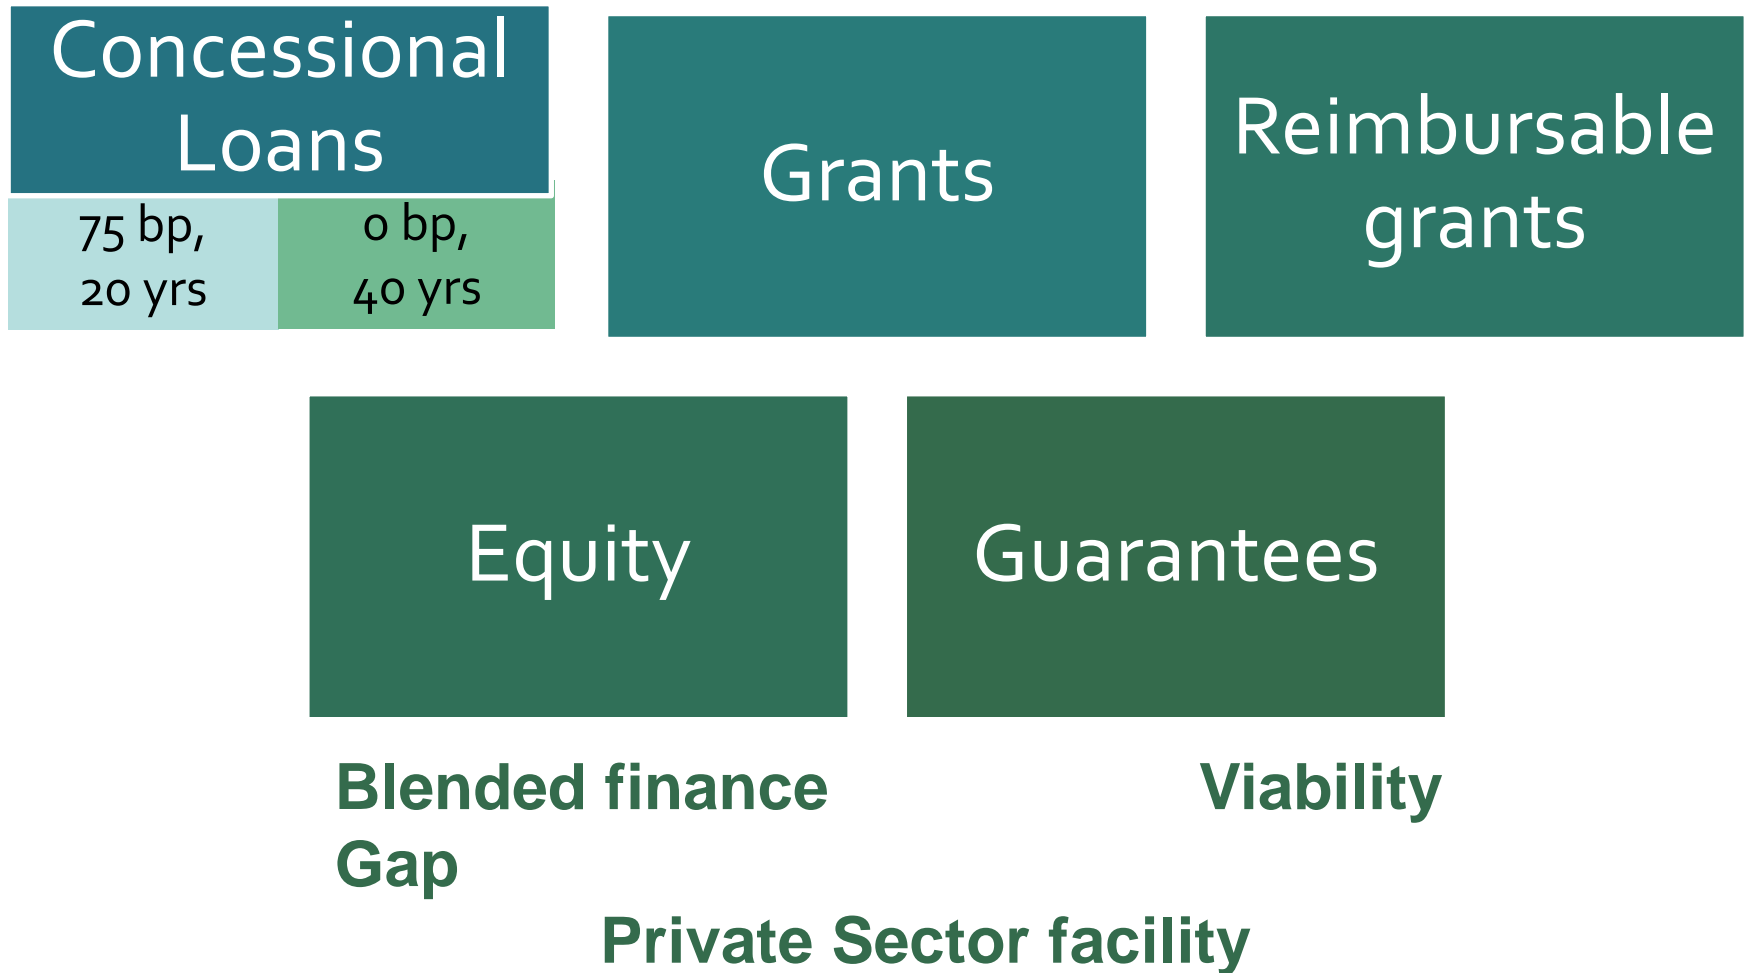 Concessional
Loans
75 bp,
20 yrs
0 bp,
40 yrs
Grants
Reimbursable
grants
Equity
Guarantees
Blended finance Viability
Gap
Private Sector facility